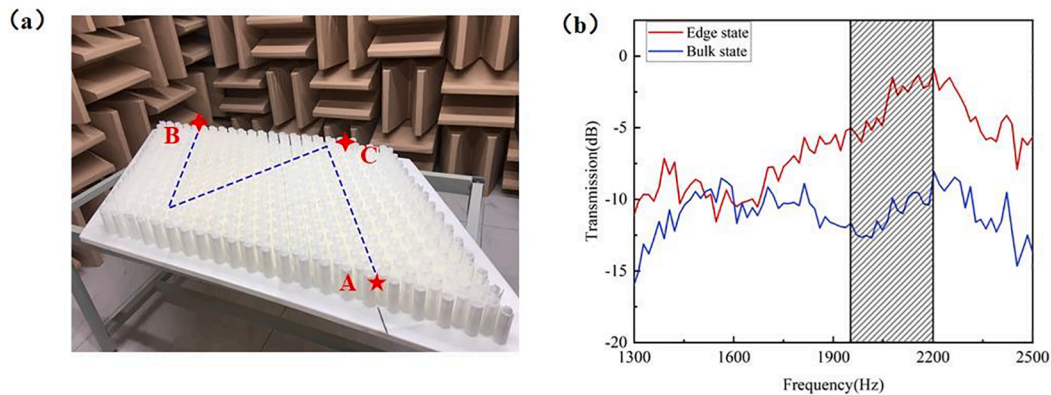 (a)
B
C
A
(b)
Edge state
Bulk state
0
-5
-10
-15
-20
1300
1600
1900
2200
2500
Transmission(dB)
Frequency(Hz)